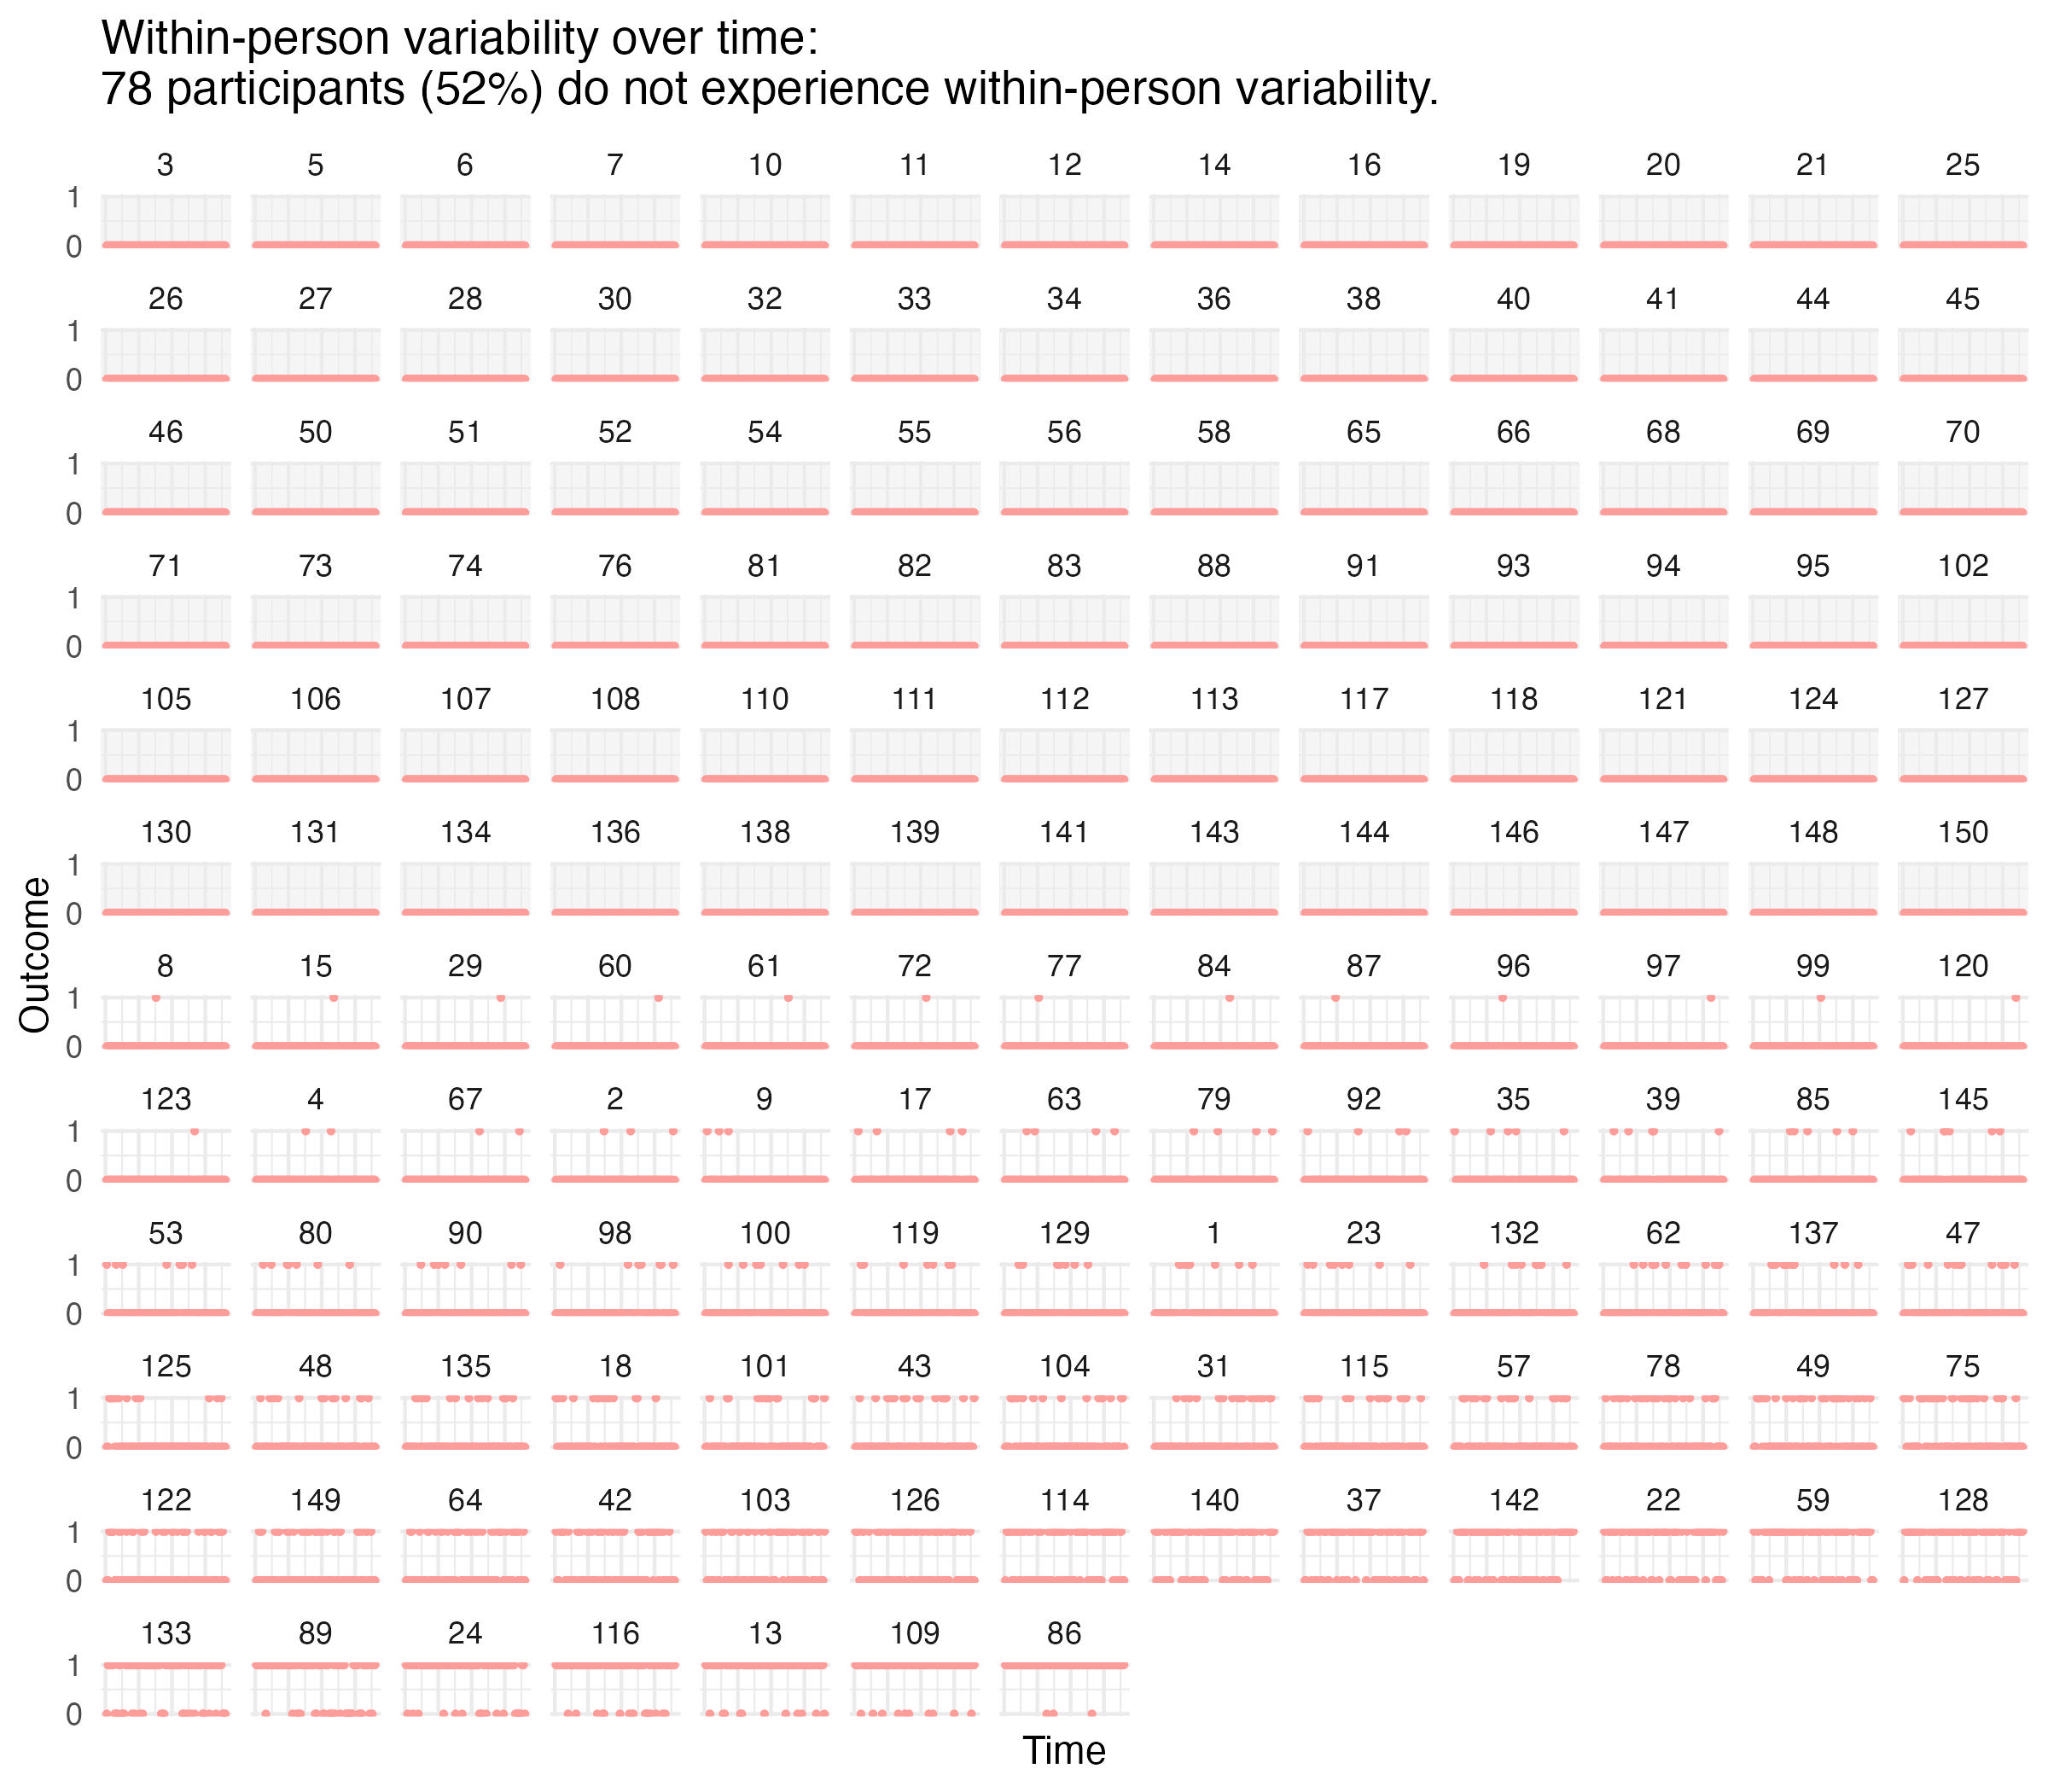 Within-person variability over time:
78 participants (52%) do not experience within-person variability.
3 5 6 7 10 11 12 14 16 19 20 21 25
1
0
26 27 28 30 32 33 34 36 38 40 41 44 45
1
0
46 50 51 52 54 55 56 58 65 66 68 69 70
1
0
71 73 74 76 81 82 83 88 91 93 94 95 102
1
0
105 106 107 108 110 111 112 113 117 118 121 124 127
1
0
130 131 134 136 138 139 141 143 144 146 147 148 150
1
0
Outcome
8 15 29 60 61 72 77 84 87 96 97 99 120
1
0
123 4 67 2 9 17 63 79 92 35 39 85 145
1
0
53 80 90 98 100 119 129 1 23 132 62 137 47
1
0
125 48 135 18 101 43 104 31 115 57 78 49 75
1
0
122 149 64 42 103 126 114 140 37 142 22 59 128
1
0
133 89 24 116 13 109 86
1
0
Time